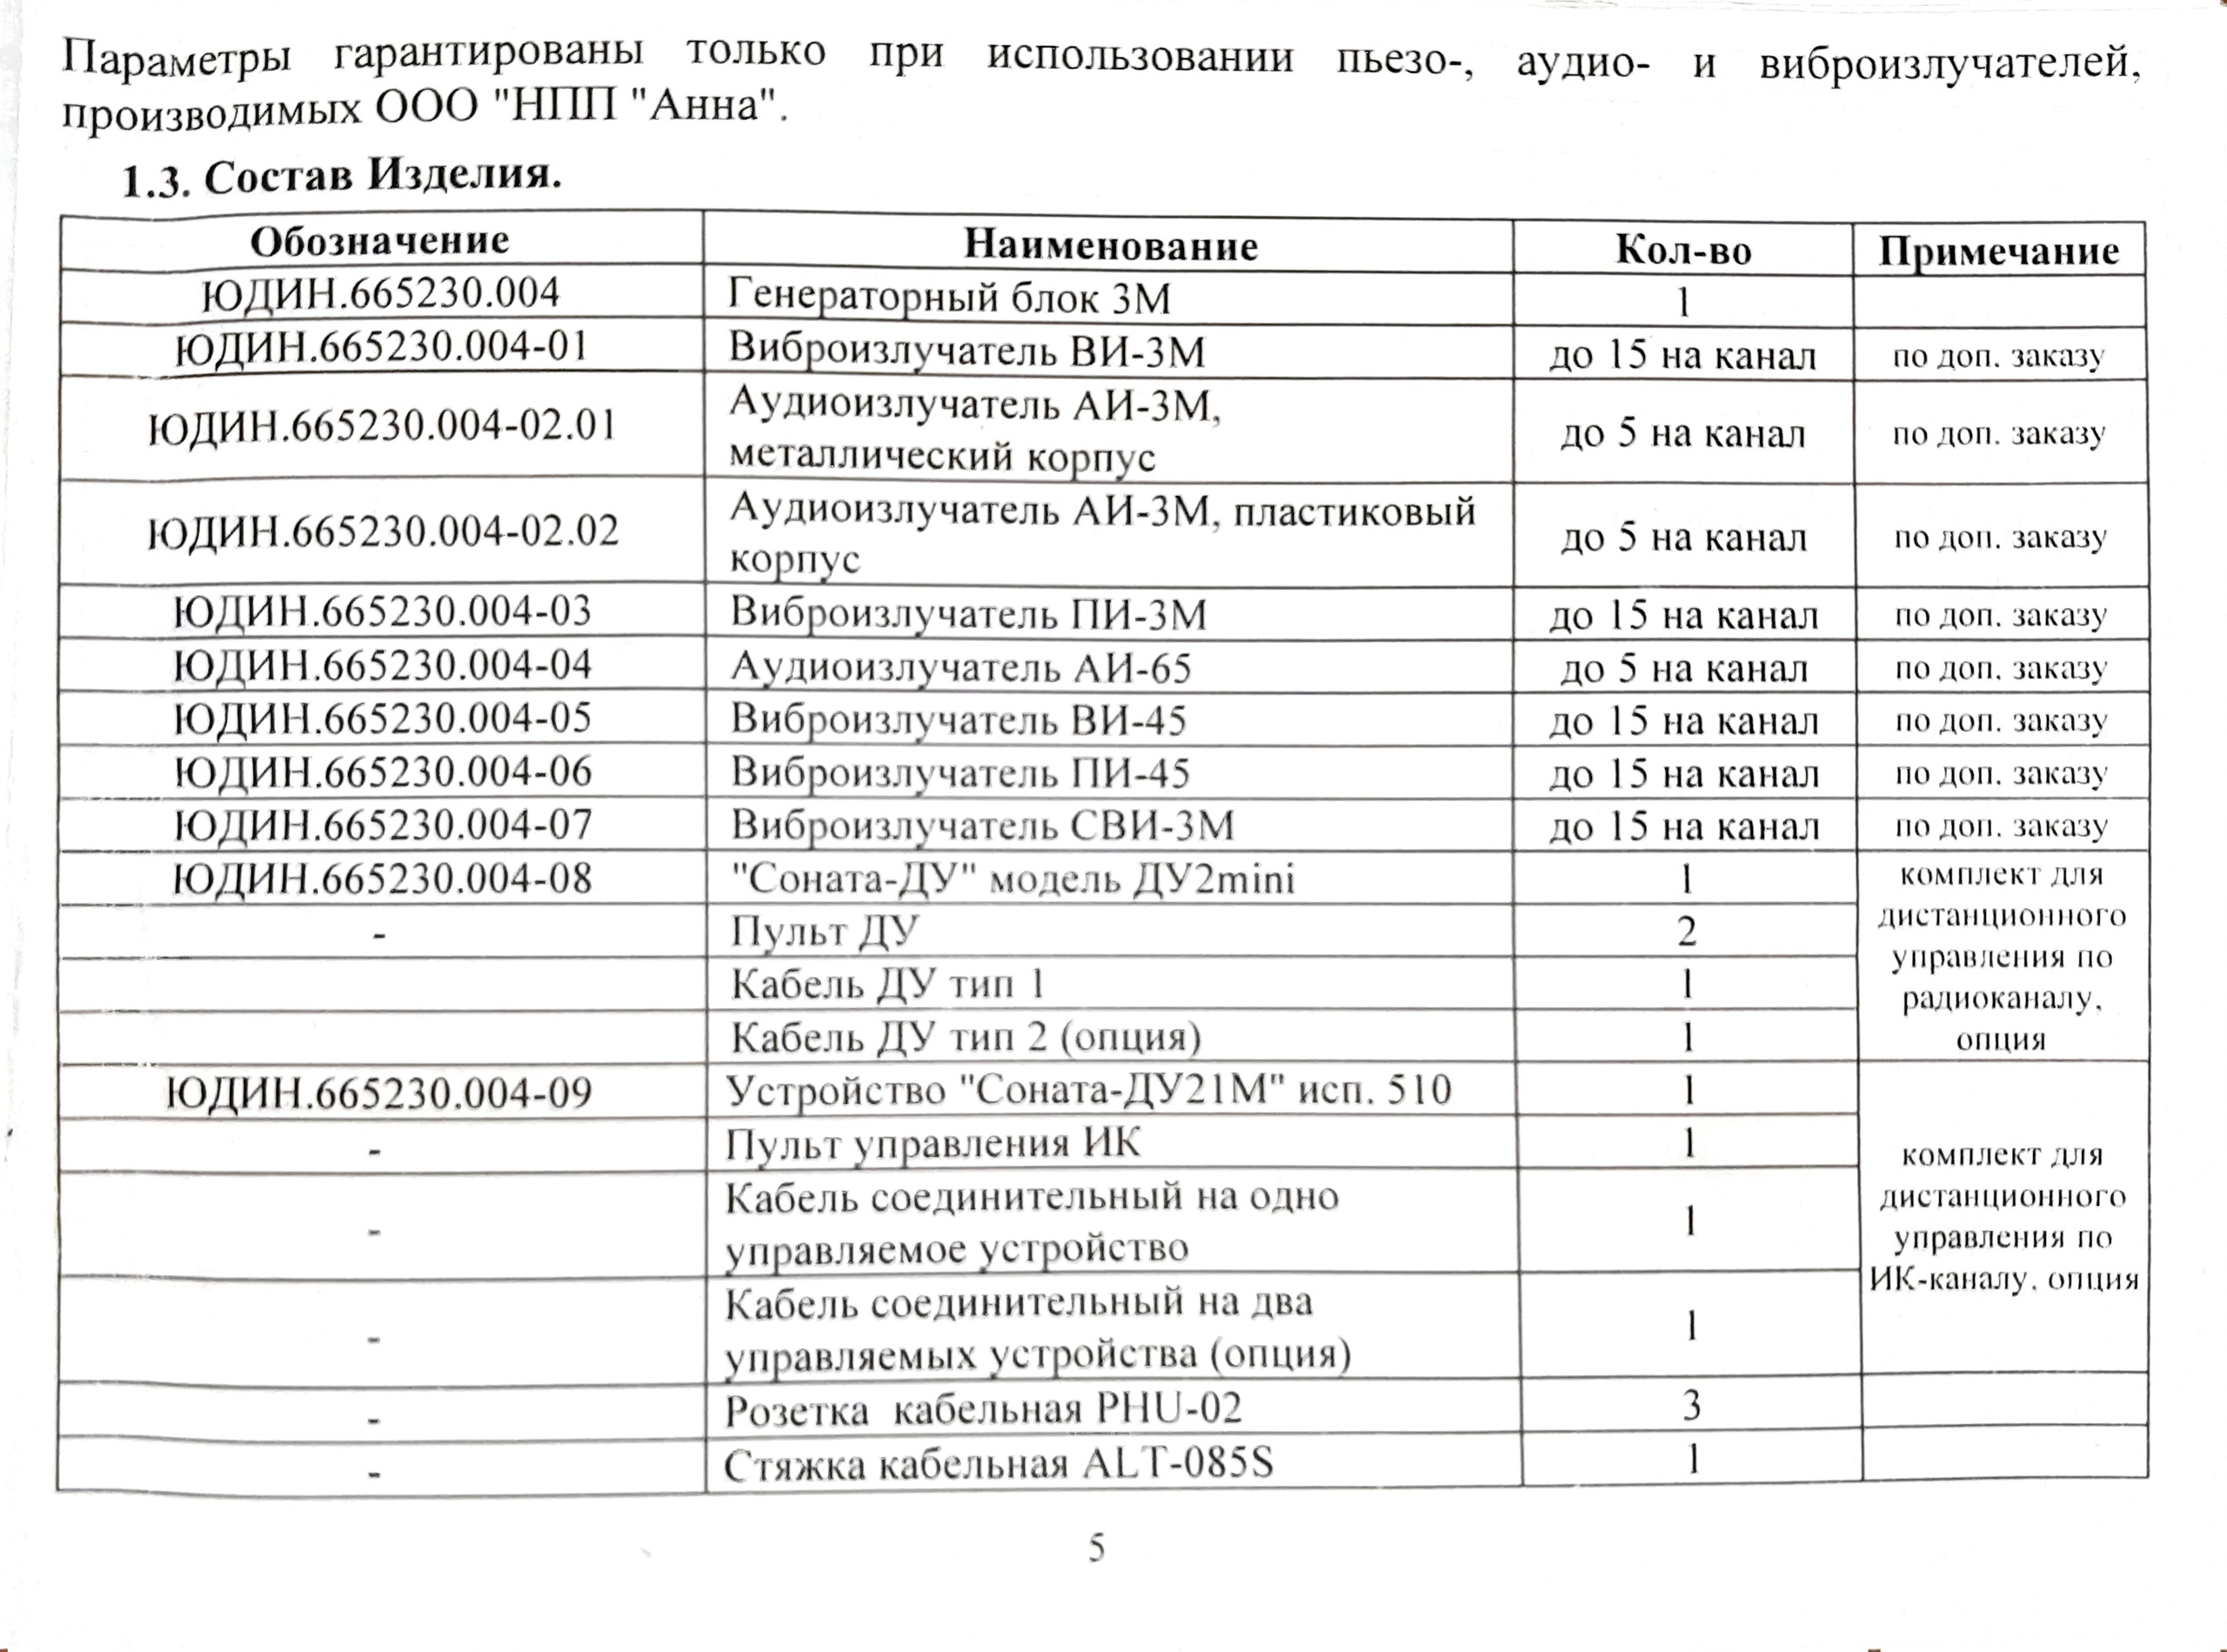 Параметры гарантированы только при использовании пьезо-, аудио- и виброизлучателей,
производимых ООО "НПП "Анна".
1.3. Состав Изделия.
Обозначение Наименование Кол-во Примечание
ЮДИН.665230.004 Генераторный блок 3М 1
ЮДИН.665230.004-01 Виброизлучатель ВИ-3М до 15 на канал по доп. заказу
ЮДИН.665230.004-02.01 Аудиоизлучатель АИ-3М,
металлический корпус до 5 на канал по доп. заказу
ЮДИН.665230.004-02.02 Аудиоизлучатель АИ-3М, пластиковый
корпус до 5 на канал по доп. заказу
ЮДИН.665230.004-03 Виброизлучатель ПИ-3М до 15 на канал по доп. заказу
ЮДИН.665230.004-04 Аудиоизлучатель АИ-65 до 5 на канал по доп. заказу
ЮДИН.665230.004-05 Виброизлучатель ВИ-45 до 15 на канал по доп. заказу
ЮДИН.665230.004-06 Виброизлучатель ПИ-45 до 15 на канал по доп. заказу
ЮДИН.665230.004-07 Виброизлучатель СВИ-3М до 15 на канал по доп. заказу
ЮДИН.665230.004-08 "Соната-ДУ" модель ДУ2mini 1
- Пульт ДУ 2
Кабель ДУ тип 1 1
Кабель ДУ тип 2 (опция) 1
комплект для
дистанционного
управления по
радиоканалу,
опция
ЮДИН.665230.004-09 Устройство "Соната-ДУ21М" исп. 510 1
- Пульт управления ИК 1
- Кабель соединительный на одно
управляемое устройство 1
- Кабель соединительный на два
управляемых устройства (опция) 1
комплект для
дистанционного
управления по
ИК-каналу, опция
- Розетка кабельная PHU-02 3
- Стяжка кабельная ALT-085S 1
5